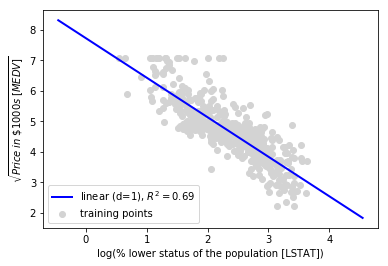 8
7
6
5
4
3
2
√Price in $1000s [MEDV]
linear (d=1), R² = 0.69
training points
0 1 2 3 4
log(% lower status of the population [LSTAT])